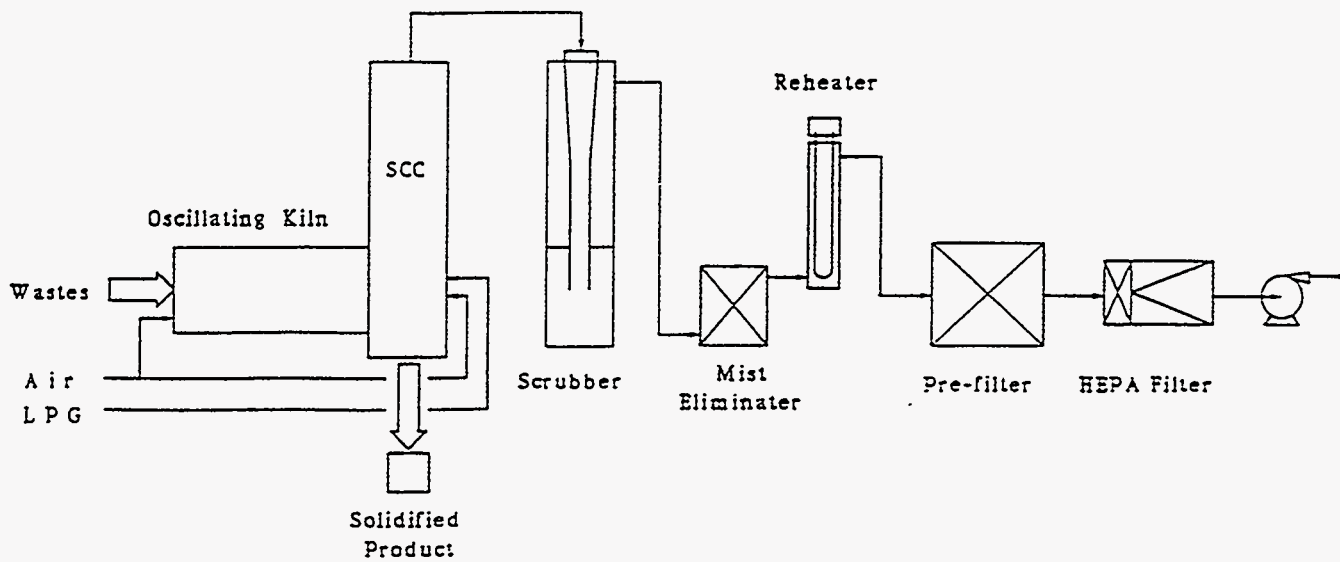 Reheater
SCC
Oscillating Kiln
Wastes
Air
LPG
Scrubber
Mist
Eliminater
Pre-filter
HEPA Filter
Solidified
Product